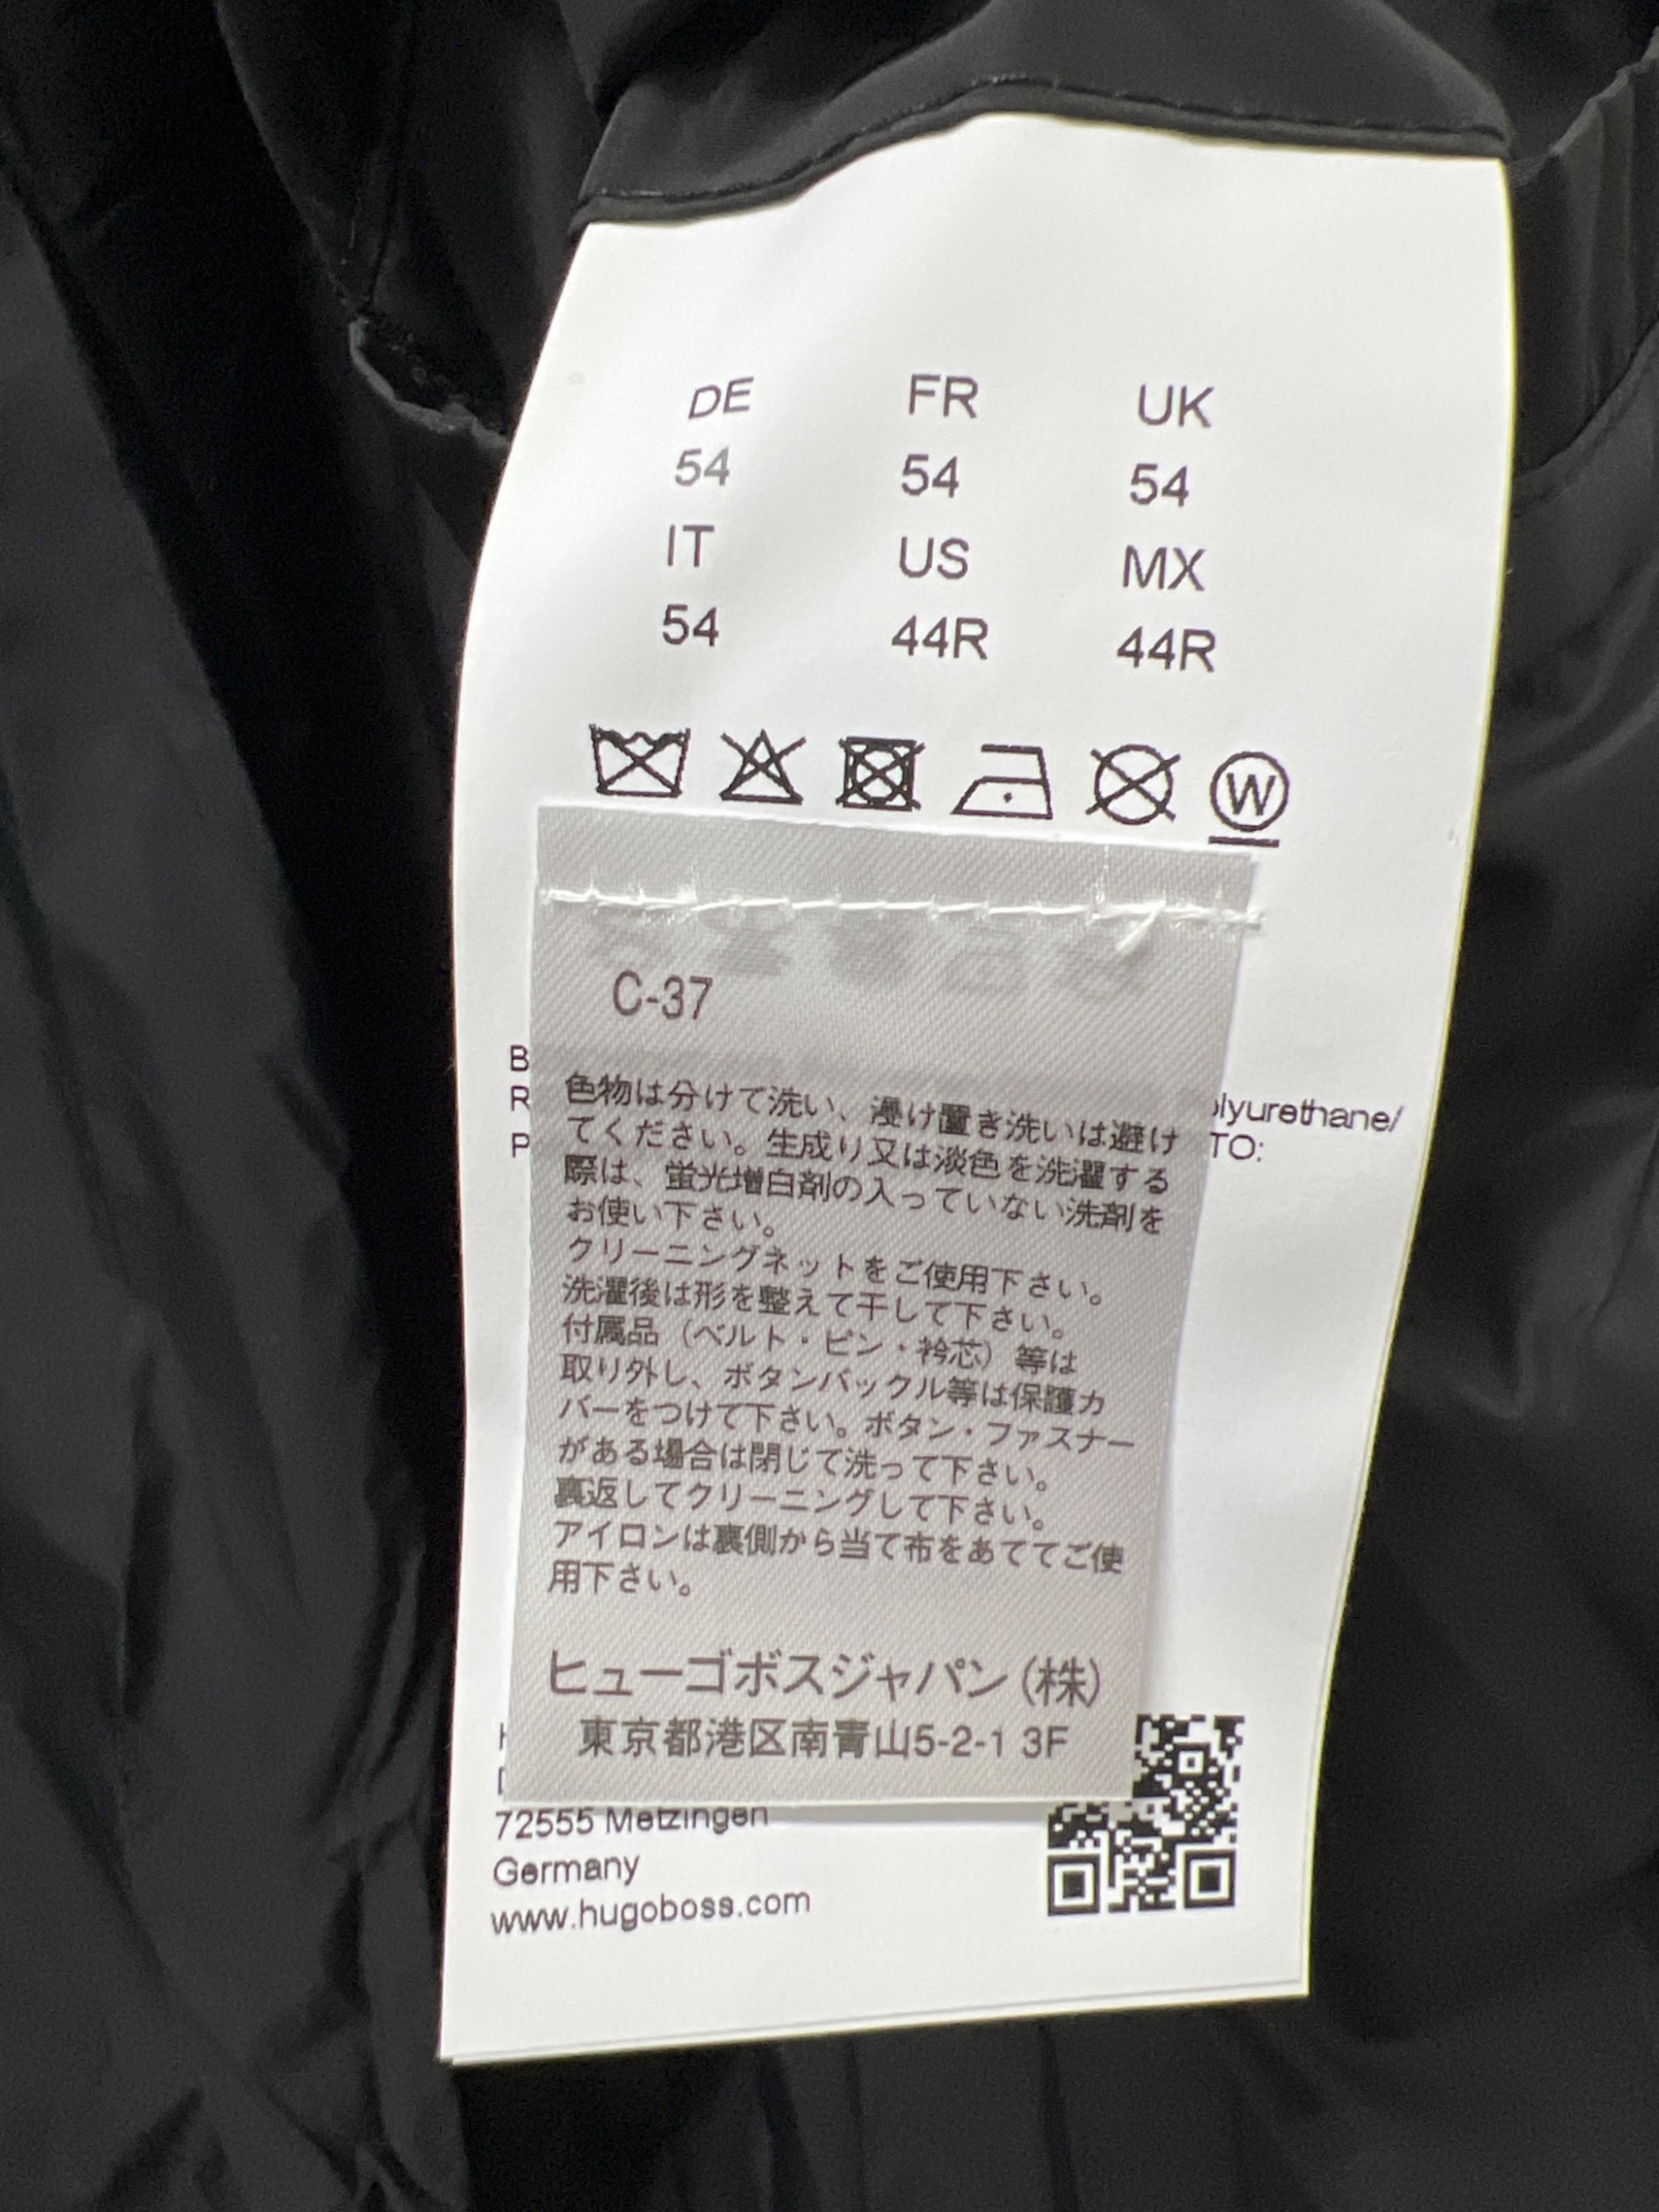 DE FR UK
54 54 54
IT US MX
54 44R 44R
W
C-37
色物は分けて洗い、浸け置き洗いは避け
てください。生成り又は淡色を洗濯する
際は、蛍光増白剤の入っていない洗剤を
お使い下さい。
クリーニングネットをご使用下さい。
洗濯後は形を整えて干して下さい。
付属品（ベルト・ピン・衿芯）等は
取り外し、ボタンバックル等は保護カ
バーをつけて下さい。ボタン・ファスナー
がある場合は閉じて洗って下さい。
裏返してクリーニングして下さい。
アイロンは裏側から当て布をあててご使
用下さい。
ヒューゴボスジャパン(株)
東京都港区南青山5-2-1 3F
B
R lyurethane/
P TO:
72555 Metzingen
Germany
www.hugoboss.com